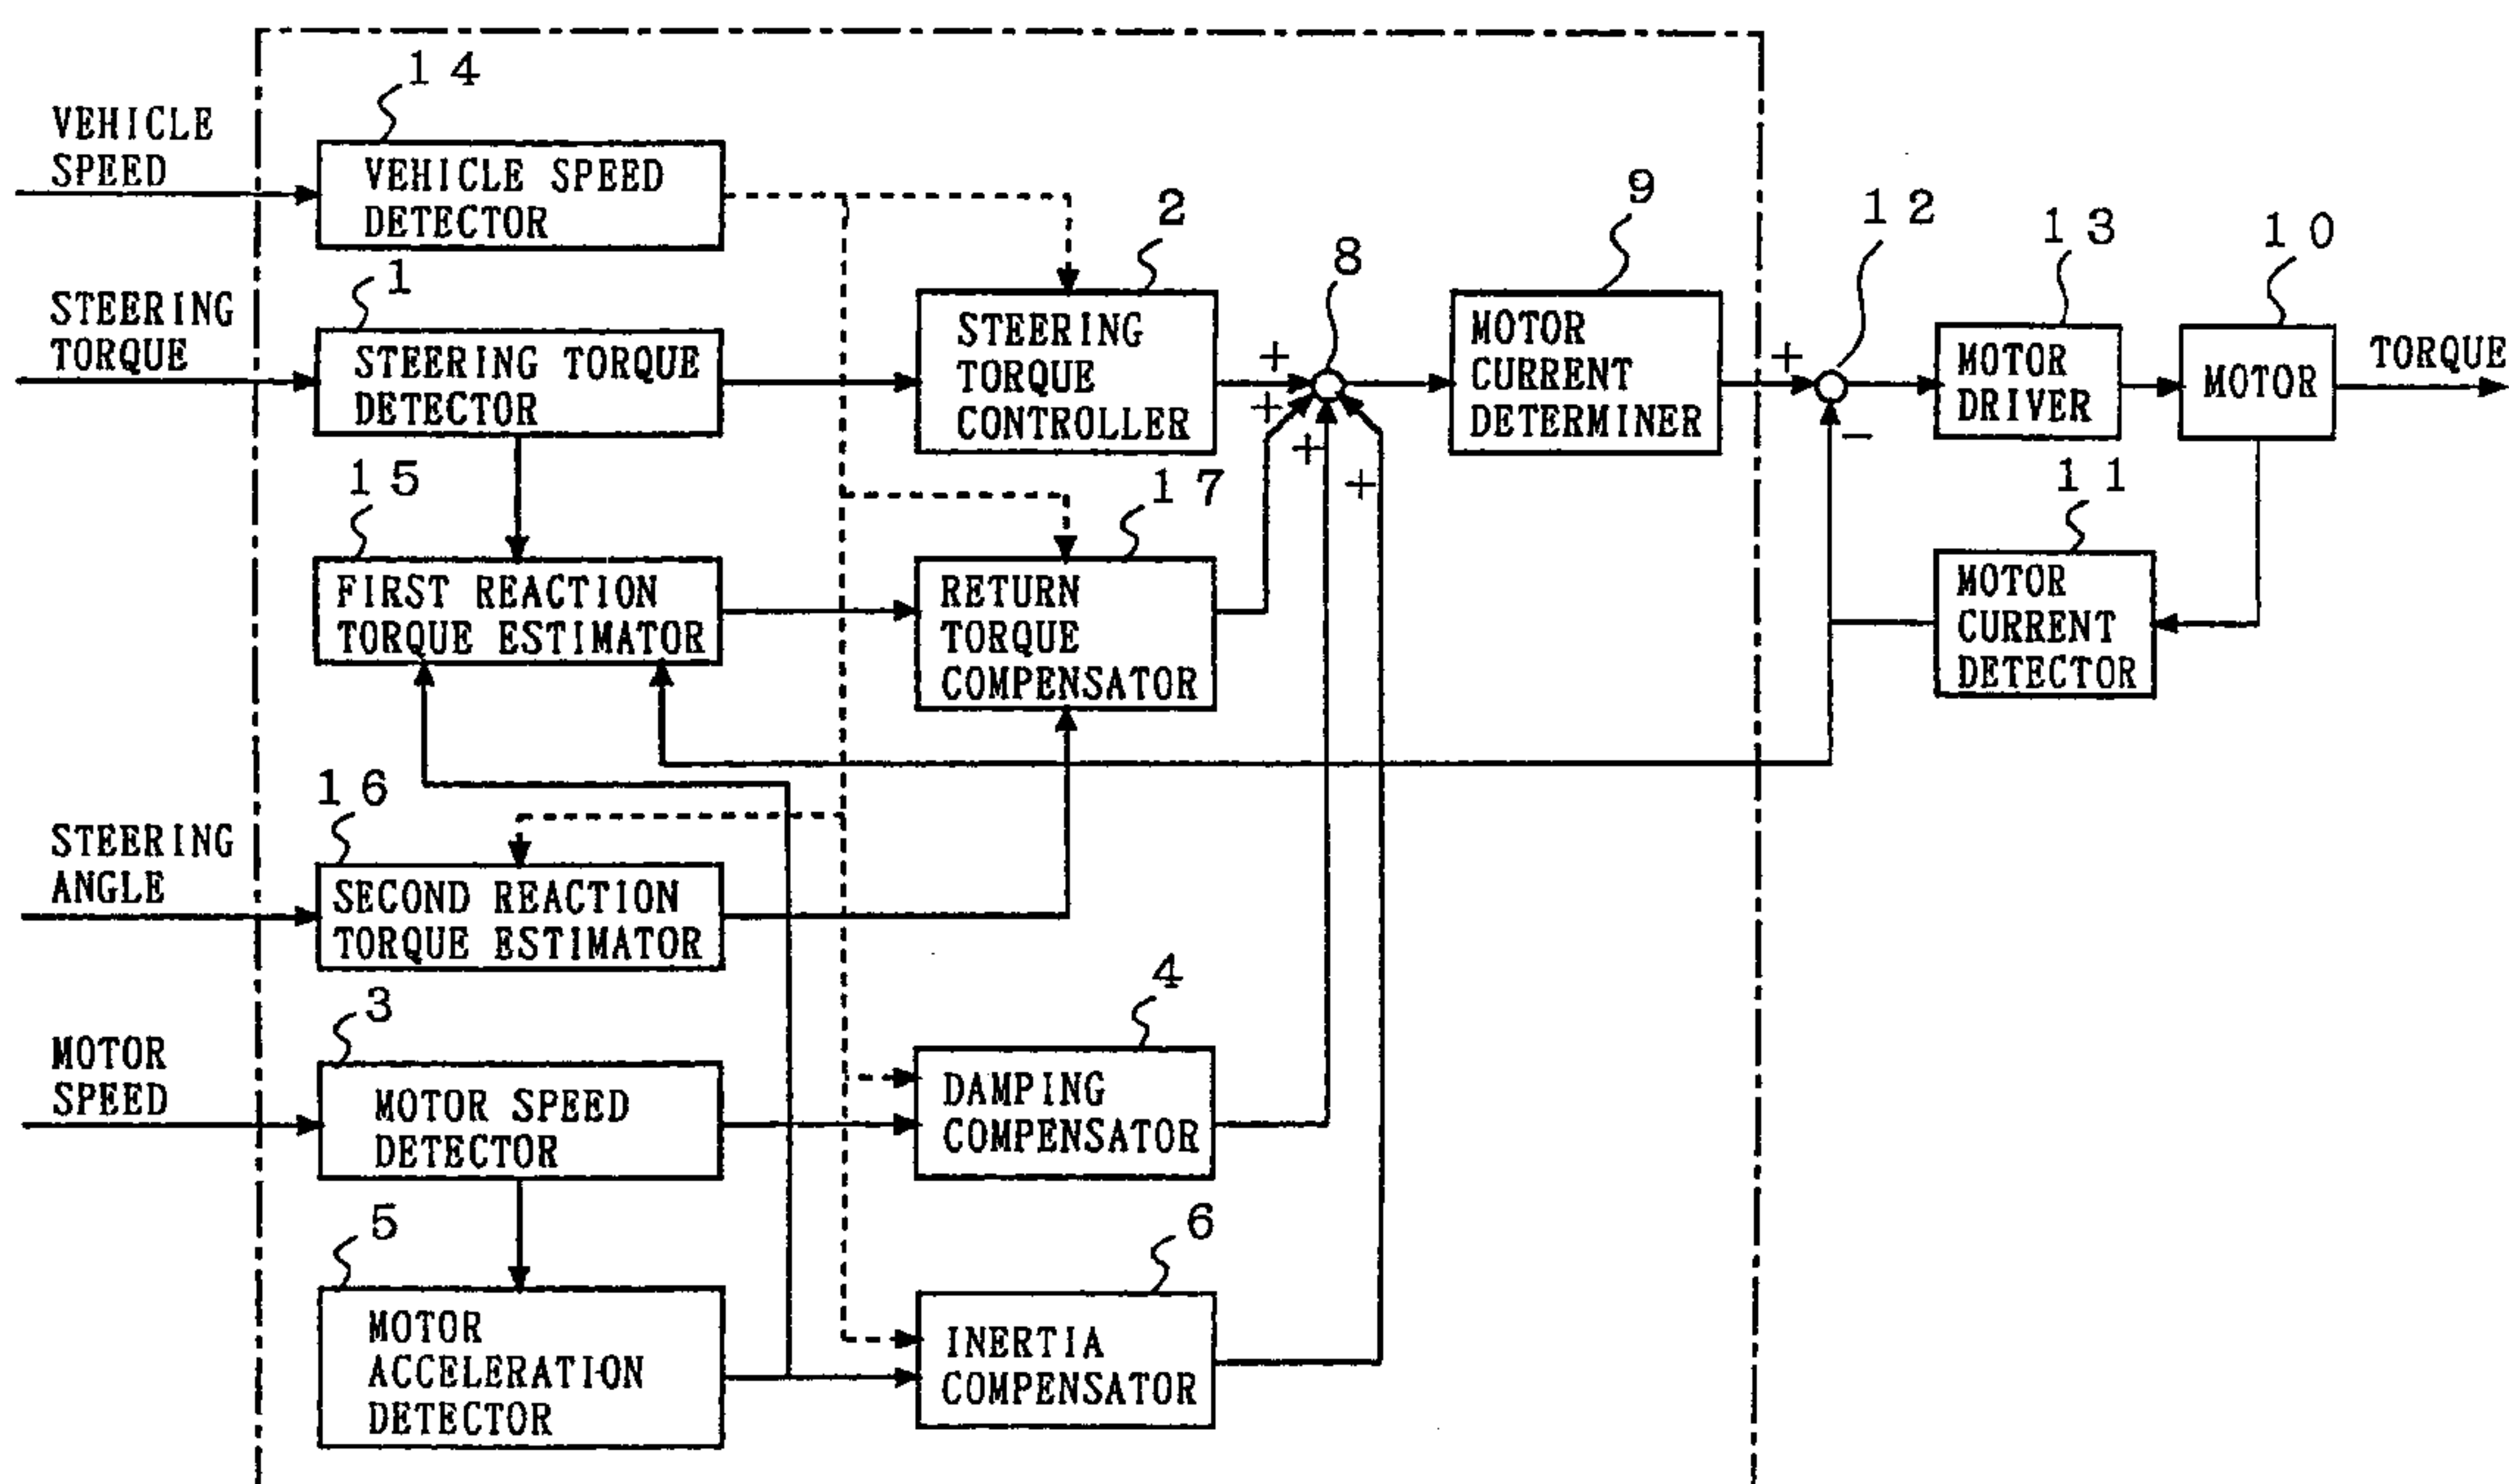 14
VEHICLE
SPEED
VEHICLE SPEED
DETECTOR
2
9
12
13
10
8
1
STEERING
TORQUE
STEERING TORQUE
DETECTOR
STEERING
TORQUE
CONTROLLER
+
+
+
+
MOTOR
CURRENT
DETERMINER
+
−
MOTOR
DRIVER
MOTOR
TORQUE
15
17
11
FIRST REACTION
TORQUE ESTIMATOR
RETURN
TORQUE
COMPENSATOR
MOTOR
CURRENT
DETECTOR
16
STEERING
ANGLE
SECOND REACTION
TORQUE ESTIMATOR
3
4
MOTOR
SPEED
MOTOR SPEED
DETECTOR
DAMPING
COMPENSATOR
5
6
MOTOR
ACCELERATION
DETECTOR
INERTIA
COMPENSATOR